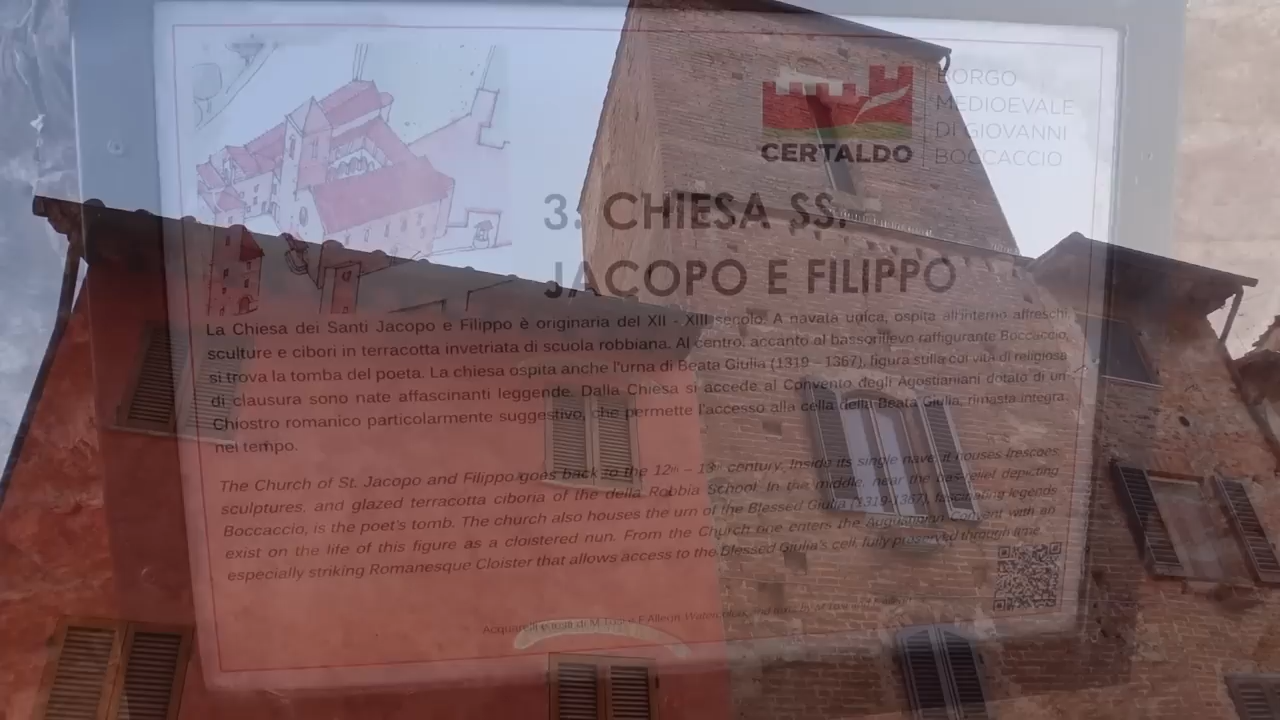 BORGO
MEDIOEVALE
DI GIOVANNI
BOCCACCIO
CERTALDO
3. CHIESA SS.
JACOPO E FILIPPO
La Chiesa dei Santi Jacopo e Filippo è originaria del XII - XIII secolo. A navata unica, ospita all'interno affreschi,
sculture e cibori in terracotta invetriata di scuola robbiana. Al centro, accanto al bassorilievo raffigurante Boccaccio,
si trova la tomba del poeta. La chiesa ospita anche l'urna di Beata Giulia (1319 - 1367), figura sulla cui vita di religiosa
di clausura sono nate affascinanti leggende. Dalla Chiesa si accede al Convento degli Agostianiani dotato di un
Chiostro romanico particolarmente suggestivo, che permette l'accesso alla cella della Beata Giulia, rimasta integra
nel tempo.
The Church of St. Jacopo and Filippo goes back to the 12th – 13th century. Inside its single nave, it houses frescoes,
sculptures, and glazed terracotta ciboria of the della Robbia School. In the middle, near the bas-relief depicting
Boccaccio, is the poet's tomb. The church also houses the urn of the Blessed Giulia (1319-1367), fascinating legends
exist on the life of this figure as a cloistered nun. From the Church one enters the Augustinian Convent with an
especially striking Romanesque Cloister that allows access to the Blessed Giulia's cell, fully preserved through time.
Acquarelli e testi di M.Tosi e F.Allegri